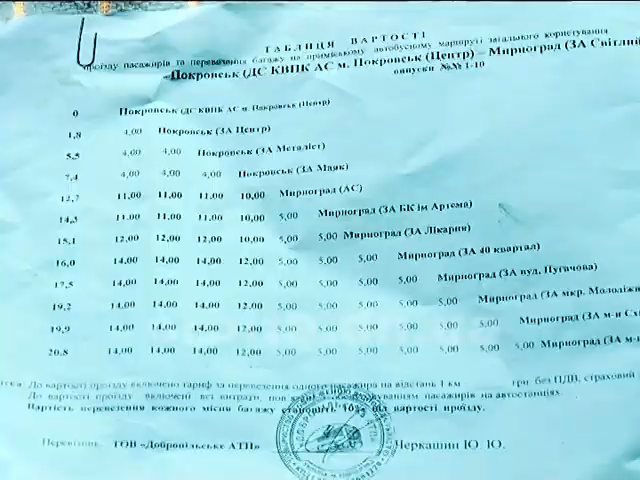 ТАБЛИЦЯ ВАРТОСТІ
проїзду пасажирів та перевезення багажу на приміському автобусному маршруті загального користування
Покровськ (ДС КВПК АС м. Покровськ (Центр) – Мирноград (ЗА Світлий
випуски №№ 1-10
0 Покровськ (ДС КВПК АС м. Покровськ (Центр)
1,8 4,00 Покровськ (ЗА Центр)
5,5 4,00 4,00 Покровськ (ЗА Металіст)
7,4 4,00 4,00 4,00 Покровськ (ЗА Маяк)
12,7 11,00 11,00 11,00 10,00 Мирноград (АС)
14,3 11,00 11,00 11,00 10,00 5,00 Мирноград (ЗА БК ім Артема)
15,1 12,00 12,00 12,00 10,00 5,00 5,00 Мирноград (ЗА Лікарня)
16,0 14,00 14,00 14,00 12,00 5,00 5,00 5,00 Мирноград (ЗА 40 квартал)
17,5 14,00 14,00 14,00 12,00 5,00 5,00 5,00 5,00 Мирноград (ЗА вуд. Пугачова)
19,2 14,00 14,00 14,00 12,00 5,00 5,00 5,00 5,00 5,00 Мирноград (ЗА мкр. Молодіжн
19,9 14,00 14,00 14,00 12,00 5,00 5,00 5,00 5,00 5,00 5,00 Мирноград (ЗА м-н Сх
20,8 14,00 14,00 14,00 12,00 5,00 5,00 5,00 5,00 5,00 5,00 5,00 Мирноград (ЗА м-н
До вартості проїзду включено тариф за перевезення одного пасажира на відстань 1 км грн без ПДВ, страховий
До вартості проїзду включені всі витрати, пов'язані з обслуговуванням пасажирів на автостанціях.
Вартість перевезення кожного місця багажу становить 10% від вартості проїзду.
Перевізник ТОВ «Добропільське АТП» Черкашин Ю. Ю.